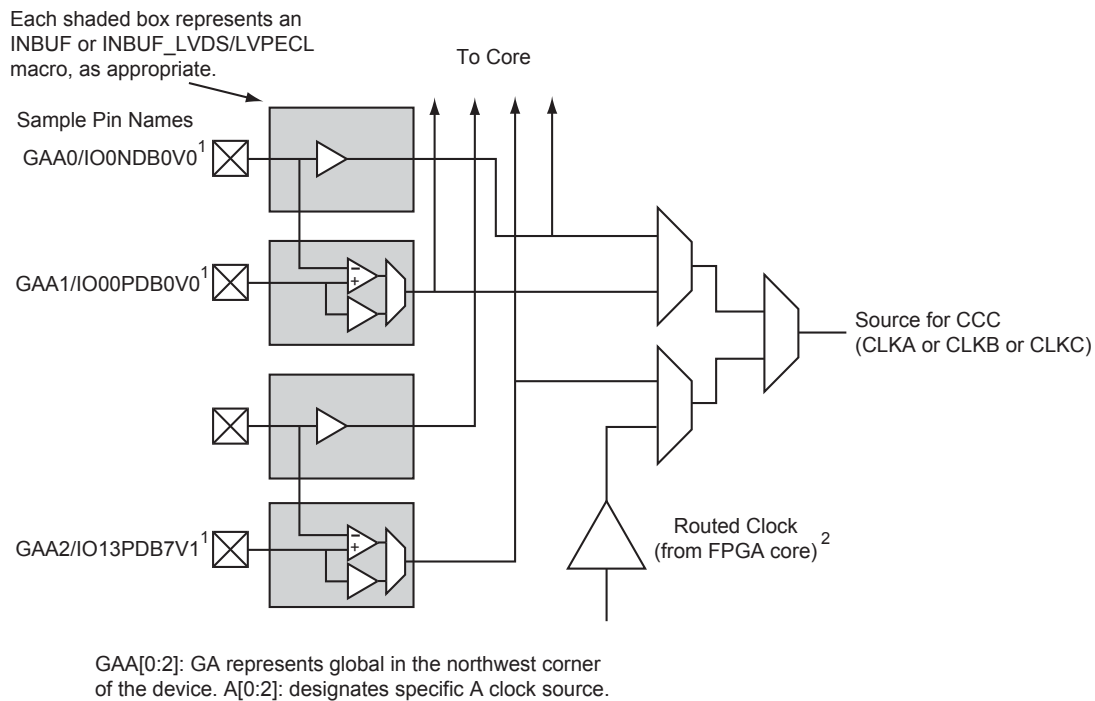 Each shaded box represents an
INBUF or INBUF_LVDS/LVPECL
macro, as appropriate.
To Core
Sample Pin Names
GAA0/IO0NDB0V0 1
GAA1/IO00PDB0V0 1
− +
Source for CCC
(CLKA or CLKB or CLKC)
GAA2/IO13PDB7V1 1
− +
Routed Clock
(from FPGA core) 2
GAA[0:2]: GA represents global in the northwest corner
of the device. A[0:2]: designates specific A clock source.